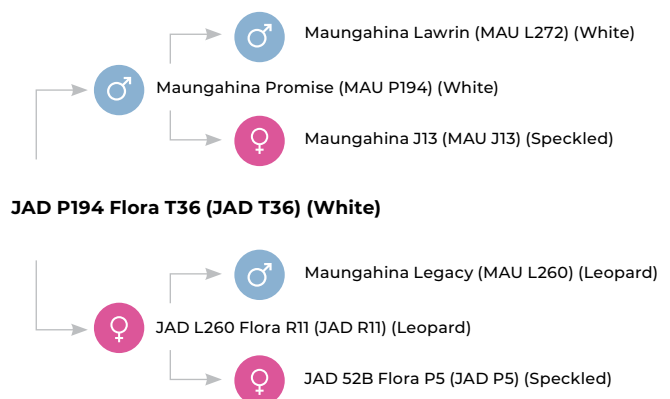 Maungahina Lawrin (MAU L272) (White)
Maungahina Promise (MAU P194) (White)
Maungahina J13 (MAU J13) (Speckled)
JAD P194 Flora T36 (JAD T36) (White)
Maungahina Legacy (MAU L260) (Leopard)
JAD L260 Flora R11 (JAD R11) (Leopard)
JAD 52B Flora P5 (JAD P5) (Speckled)